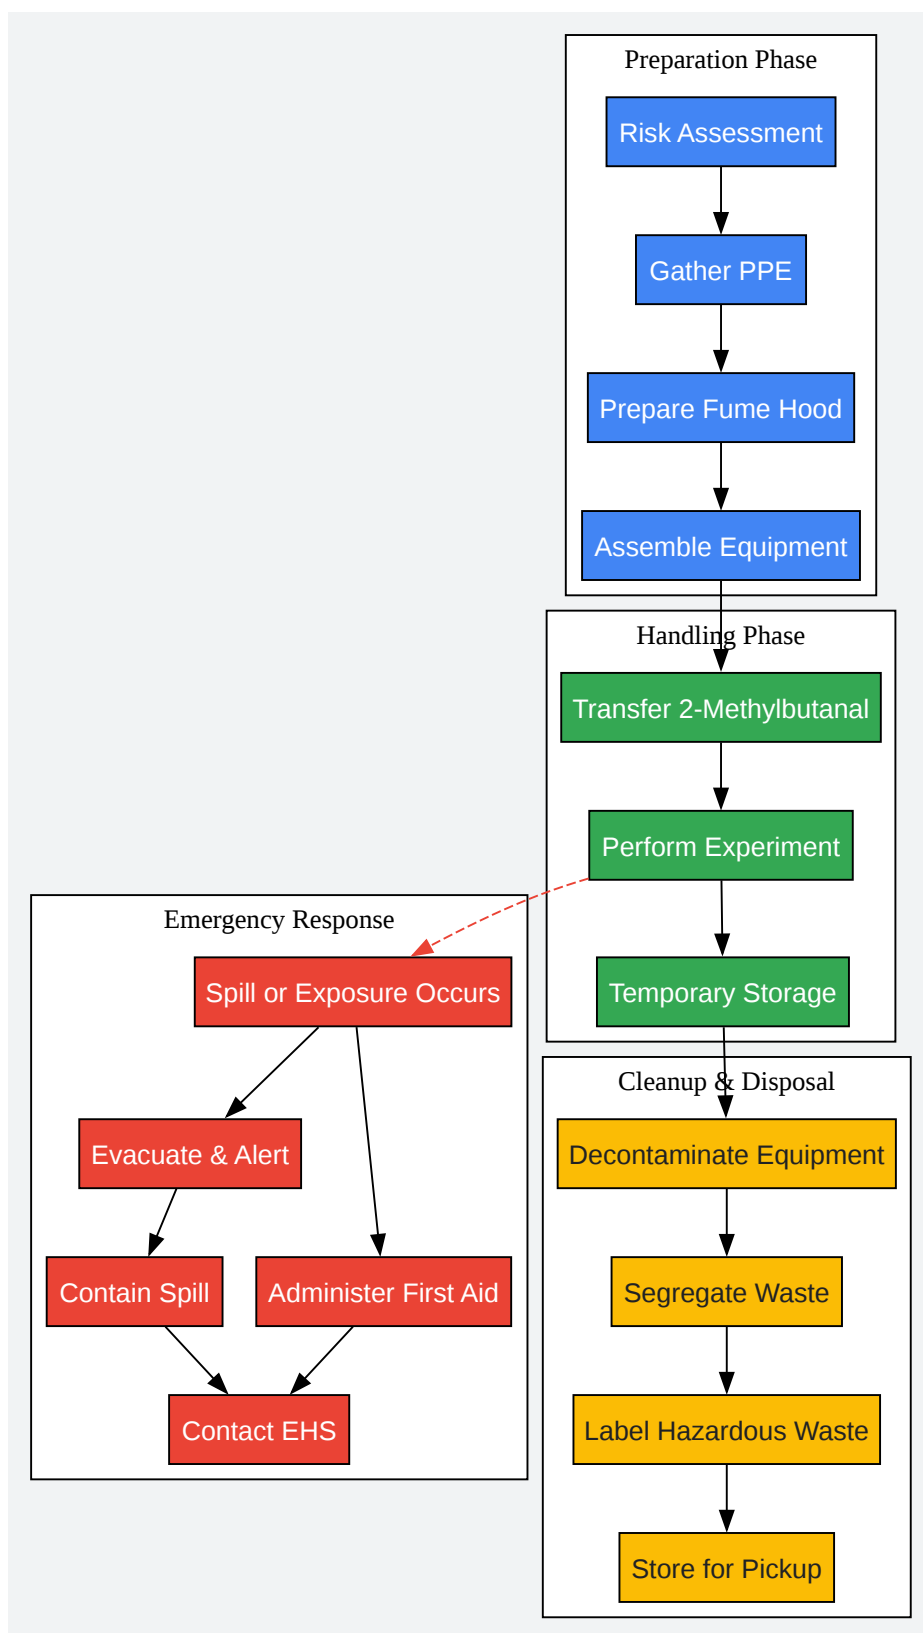 Preparation Phase
Risk Assessment
Gather PPE
Prepare Fume Hood
Assemble Equipment
Handling Phase
Transfer 2-Methylbutanal
Perform Experiment
Temporary Storage
Emergency Response
Spill or Exposure Occurs
Evacuate & Alert
Contain Spill
Administer First Aid
Contact EHS
Cleanup & Disposal
Decontaminate Equipment
Segregate Waste
Label Hazardous Waste
Store for Pickup